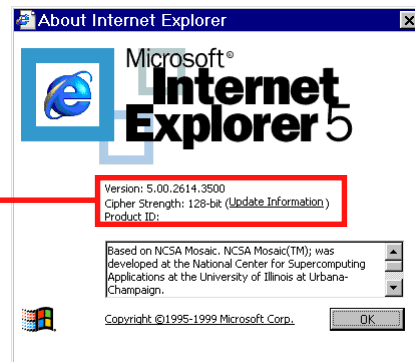 About Internet Explorer
Microsoft®
Internet
Explorer 5
Version: 5.00.2614.3500
Cipher Strength: 128-bit (Update Information)
Product ID:
Based on NCSA Mosaic. NCSA Mosaic(TM); was
developed at the National Center for Supercomputing
Applications at the University of Illinois at Urbana-
Champaign.
Copyright ©1995-1999 Microsoft Corp.
OK